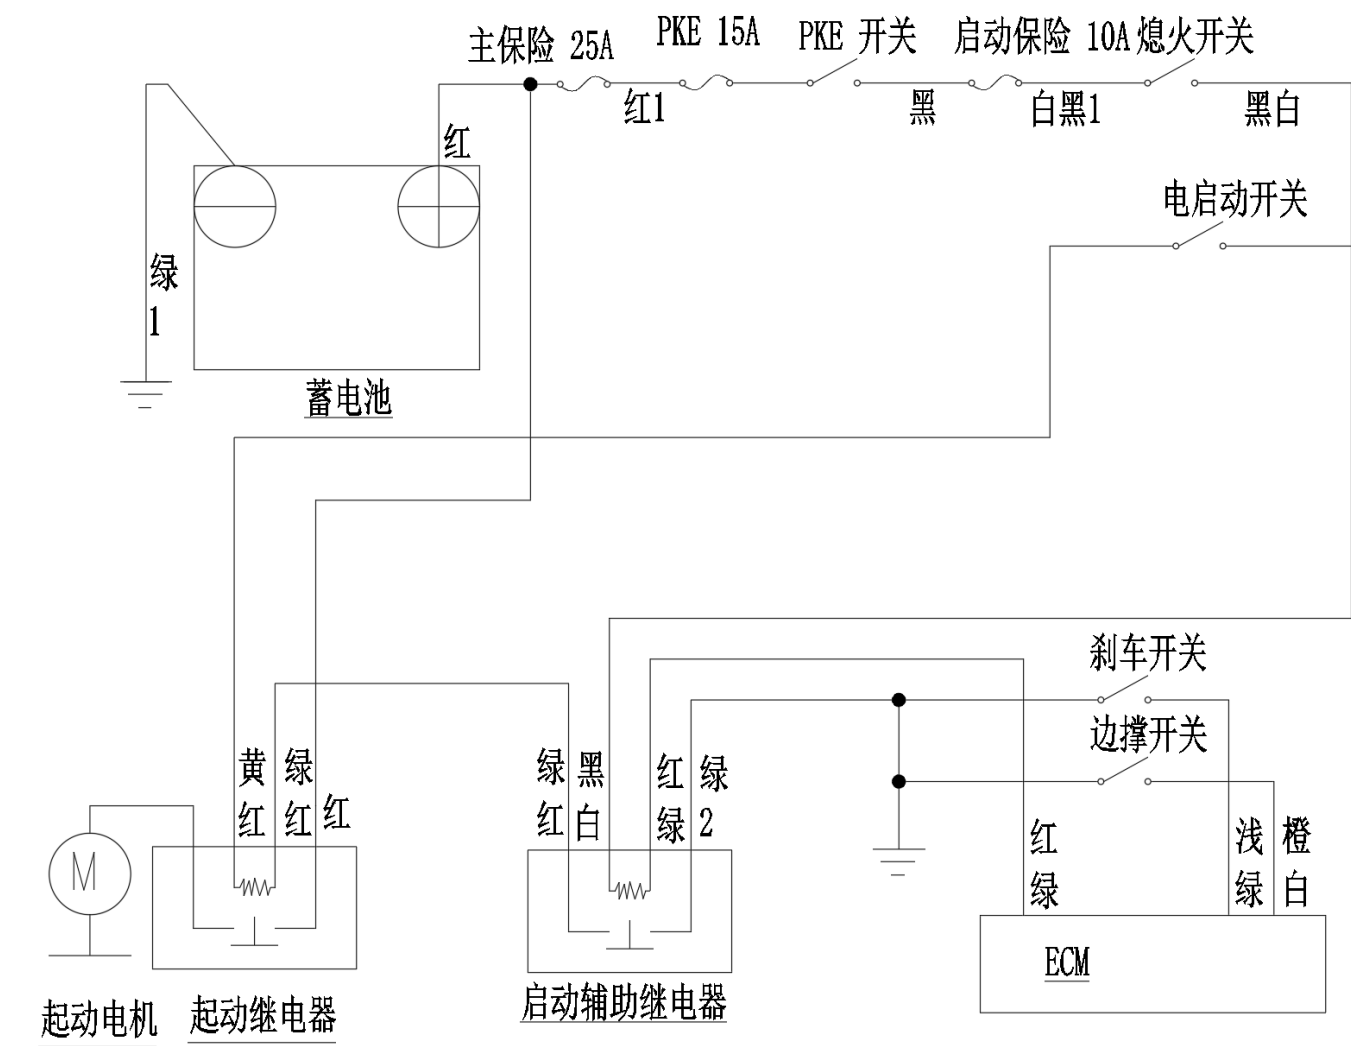 主保险 25A
PKE 15A
PKE 开关
启动保险 10A
熄火开关
红
红1
黑
白黑1
黑白
电启动开关
绿1
蓄电池
刹车开关
边撑开关
黄红
绿红
红
绿红
黑白
红绿
绿2
红绿
浅绿
橙白
M
ECM
起动电机
起动继电器
启动辅助继电器